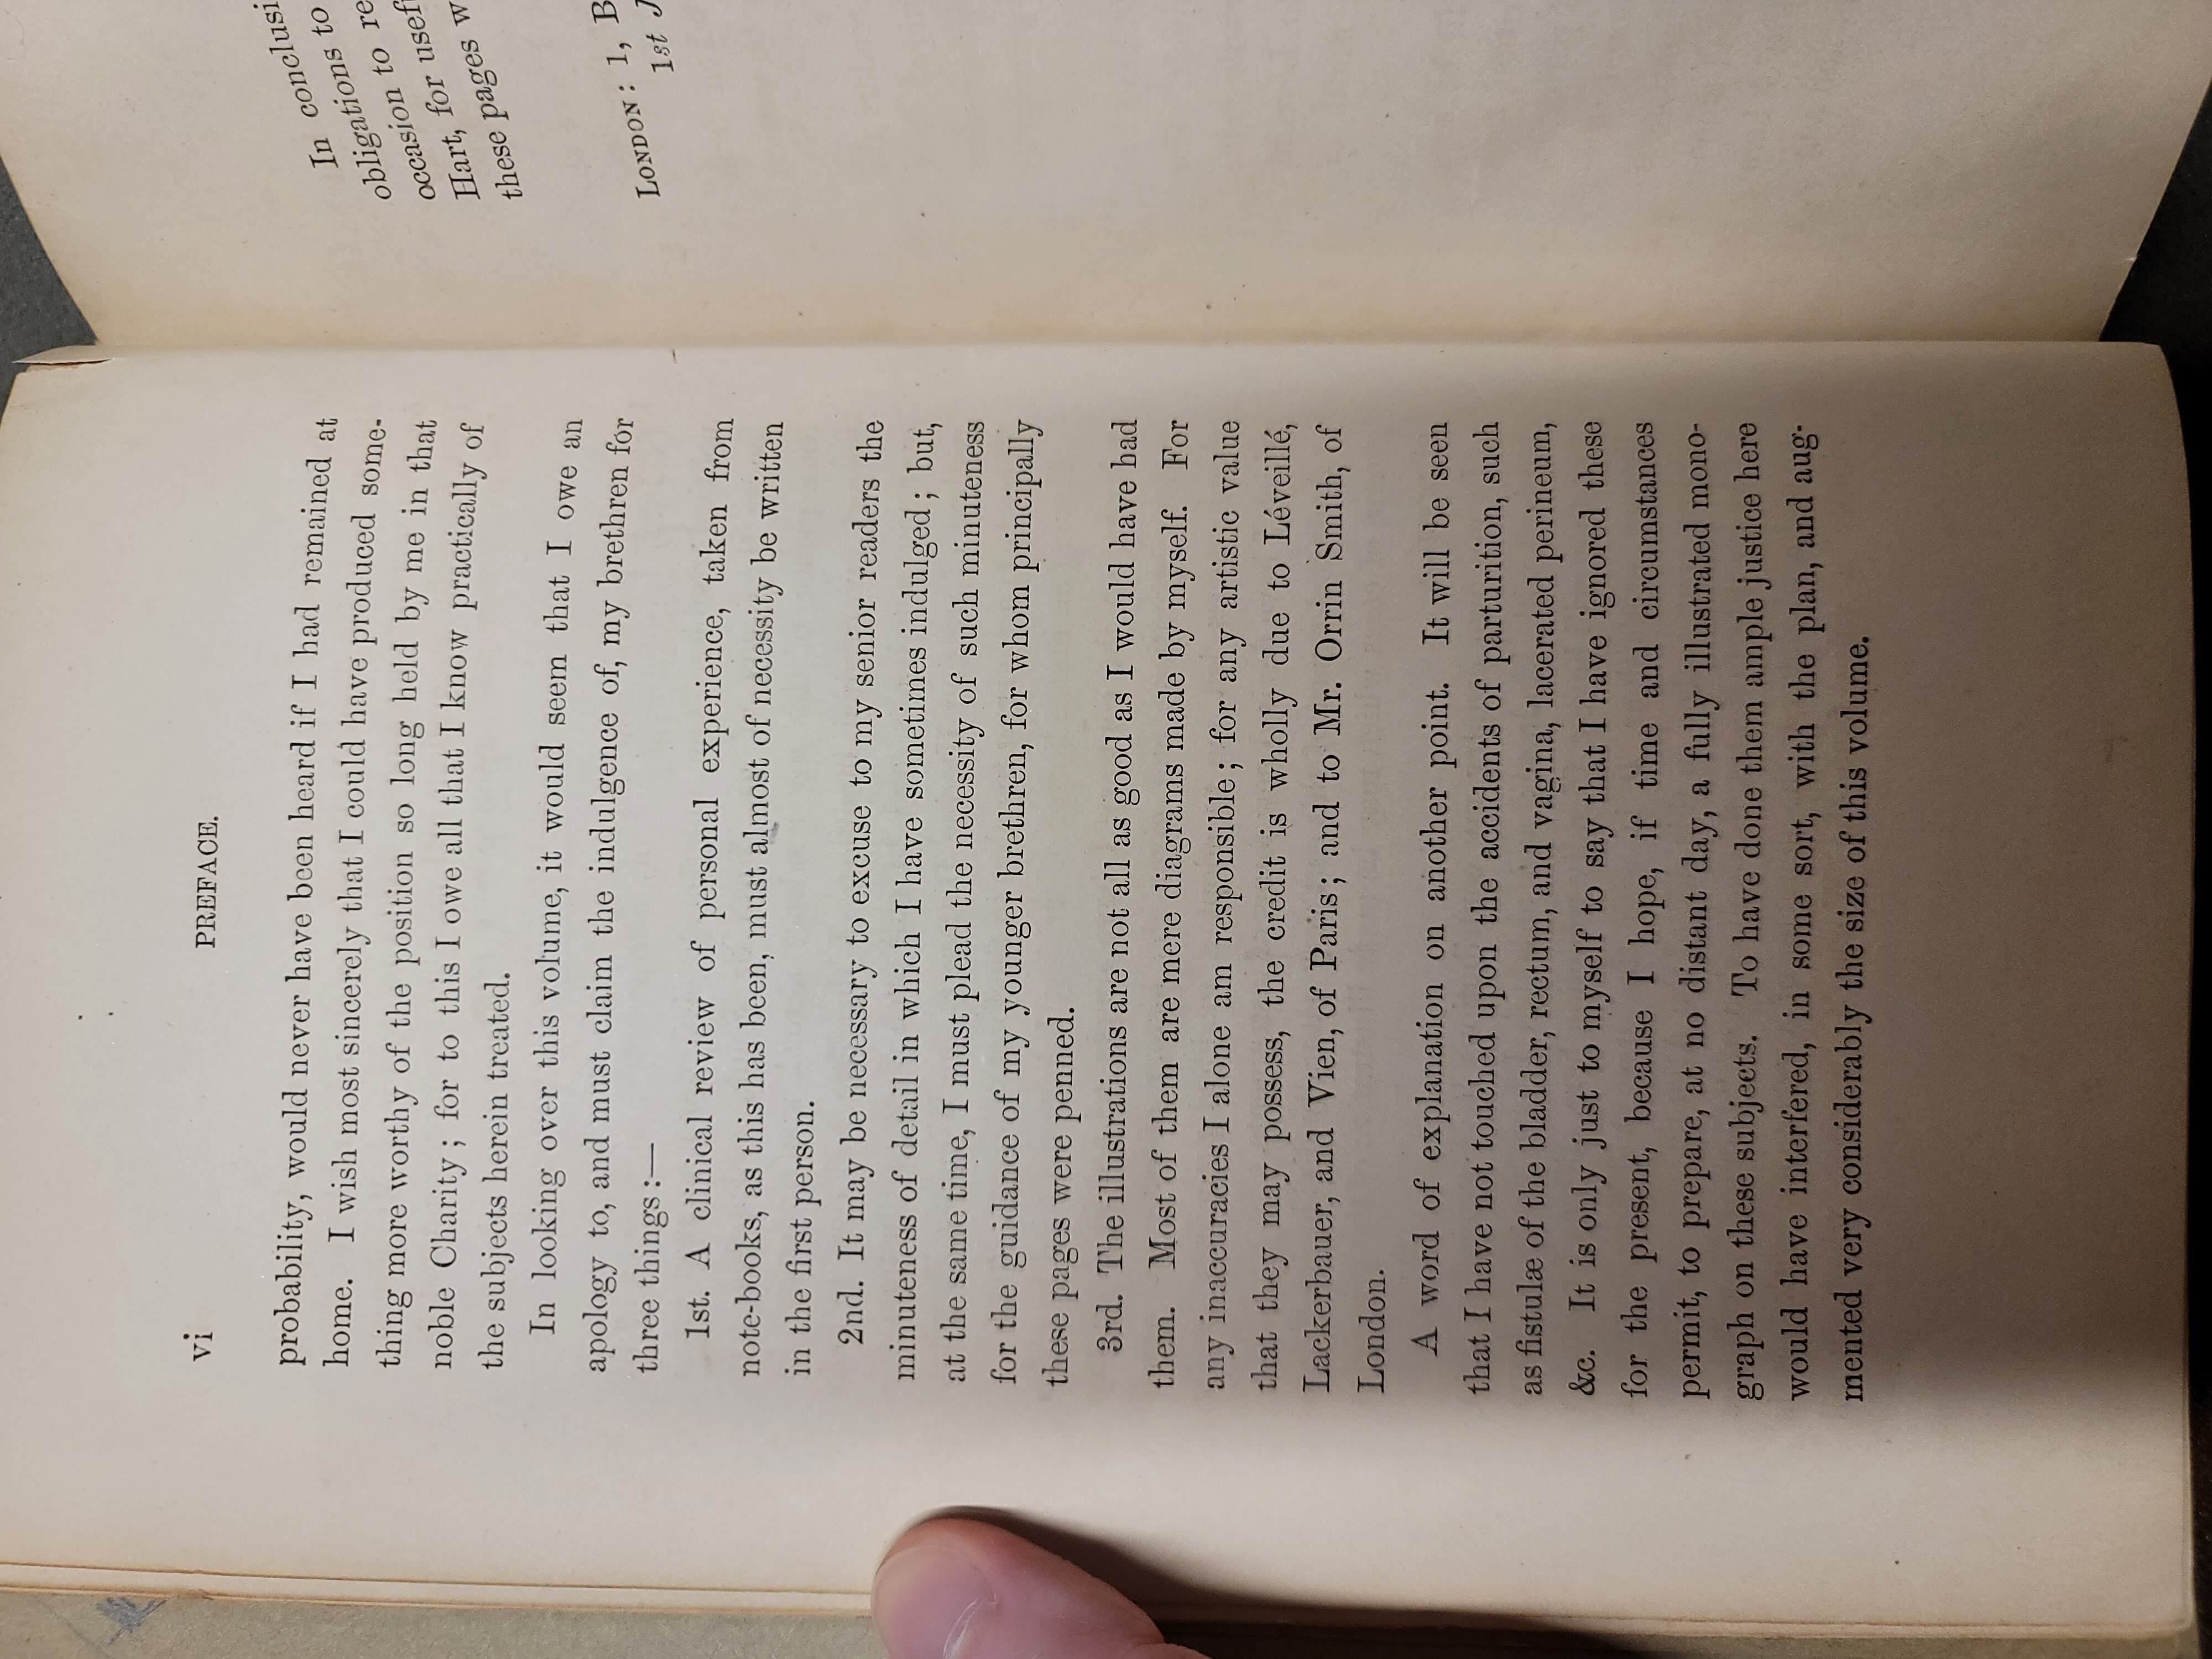 vi PREFACE.
probability, would never have been heard if I had remained at
home. I wish most sincerely that I could have produced some-
thing more worthy of the position so long held by me in that
noble Charity ; for to this I owe all that I know practically of
the subjects herein treated.
In looking over this volume, it would seem that I owe an
apology to, and must claim the indulgence of, my brethren for
three things :—
1st. A clinical review of personal experience, taken from
note-books, as this has been, must almost of necessity be written
in the first person.
2nd. It may be necessary to excuse to my senior readers the
minuteness of detail in which I have sometimes indulged ; but,
at the same time, I must plead the necessity of such minuteness
for the guidance of my younger brethren, for whom principally
these pages were penned.
3rd. The illustrations are not all as good as I would have had
them. Most of them are mere diagrams made by myself. For
any inaccuracies I alone am responsible ; for any artistic value
that they may possess, the credit is wholly due to Léveillé,
Lackerbauer, and Vien, of Paris ; and to Mr. Orrin Smith, of
London.
A word of explanation on another point. It will be seen
that I have not touched upon the accidents of parturition, such
as fistulæ of the bladder, rectum, and vagina, lacerated perineum,
&c. It is only just to myself to say that I have ignored these
for the present, because I hope, if time and circumstances
permit, to prepare, at no distant day, a fully illustrated mono-
graph on these subjects. To have done them ample justice here
would have interfered, in some sort, with the plan, and aug-
mented very considerably the size of this volume.
In conclusi
obligations to
occasion to re
Hart, for usef
these pages w
LONDON : 1, B
1st J